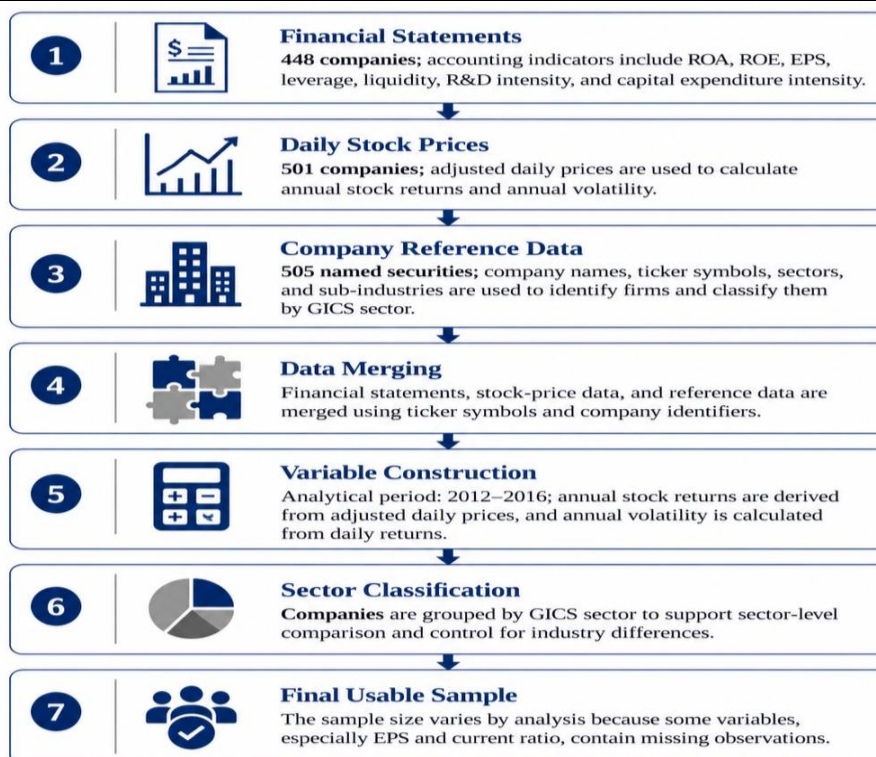 1
$
Financial Statements
448 companies; accounting indicators include ROA, ROE, EPS,
leverage, liquidity, R&D intensity, and capital expenditure intensity.
2
Daily Stock Prices
501 companies; adjusted daily prices are used to calculate
annual stock returns and annual volatility.
3
Company Reference Data
505 named securities; company names, ticker symbols, sectors,
and sub-industries are used to identify firms and classify them
by GICS sector.
4
Data Merging
Financial statements, stock-price data, and reference data are
merged using ticker symbols and company identifiers.
5
Variable Construction
Analytical period: 2012–2016; annual stock returns are derived
from adjusted daily prices, and annual volatility is calculated
from daily returns.
6
Sector Classification
Companies are grouped by GICS sector to support sector-level
comparison and control for industry differences.
7
Final Usable Sample
The sample size varies by analysis because some variables,
especially EPS and current ratio, contain missing observations.